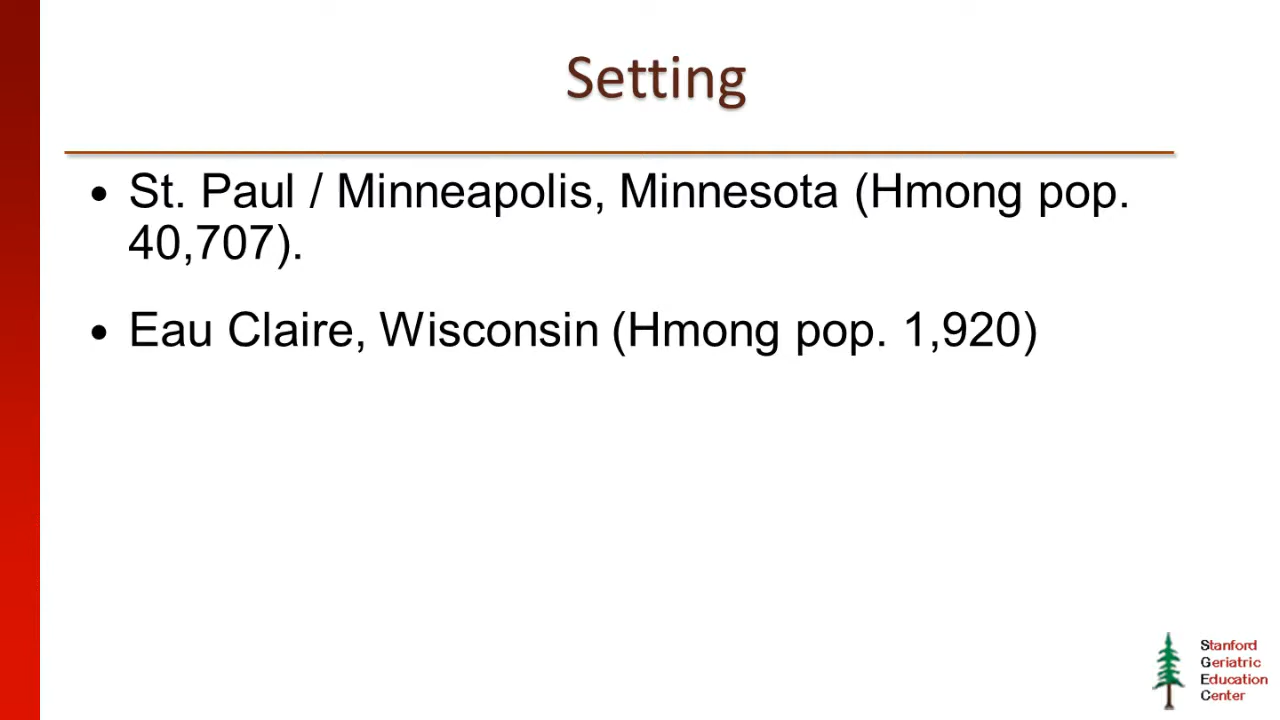 Setting
• St. Paul / Minneapolis, Minnesota (Hmong pop.
40,707).
• Eau Claire, Wisconsin (Hmong pop. 1,920)
Stanford
Geriatric
Education
Center